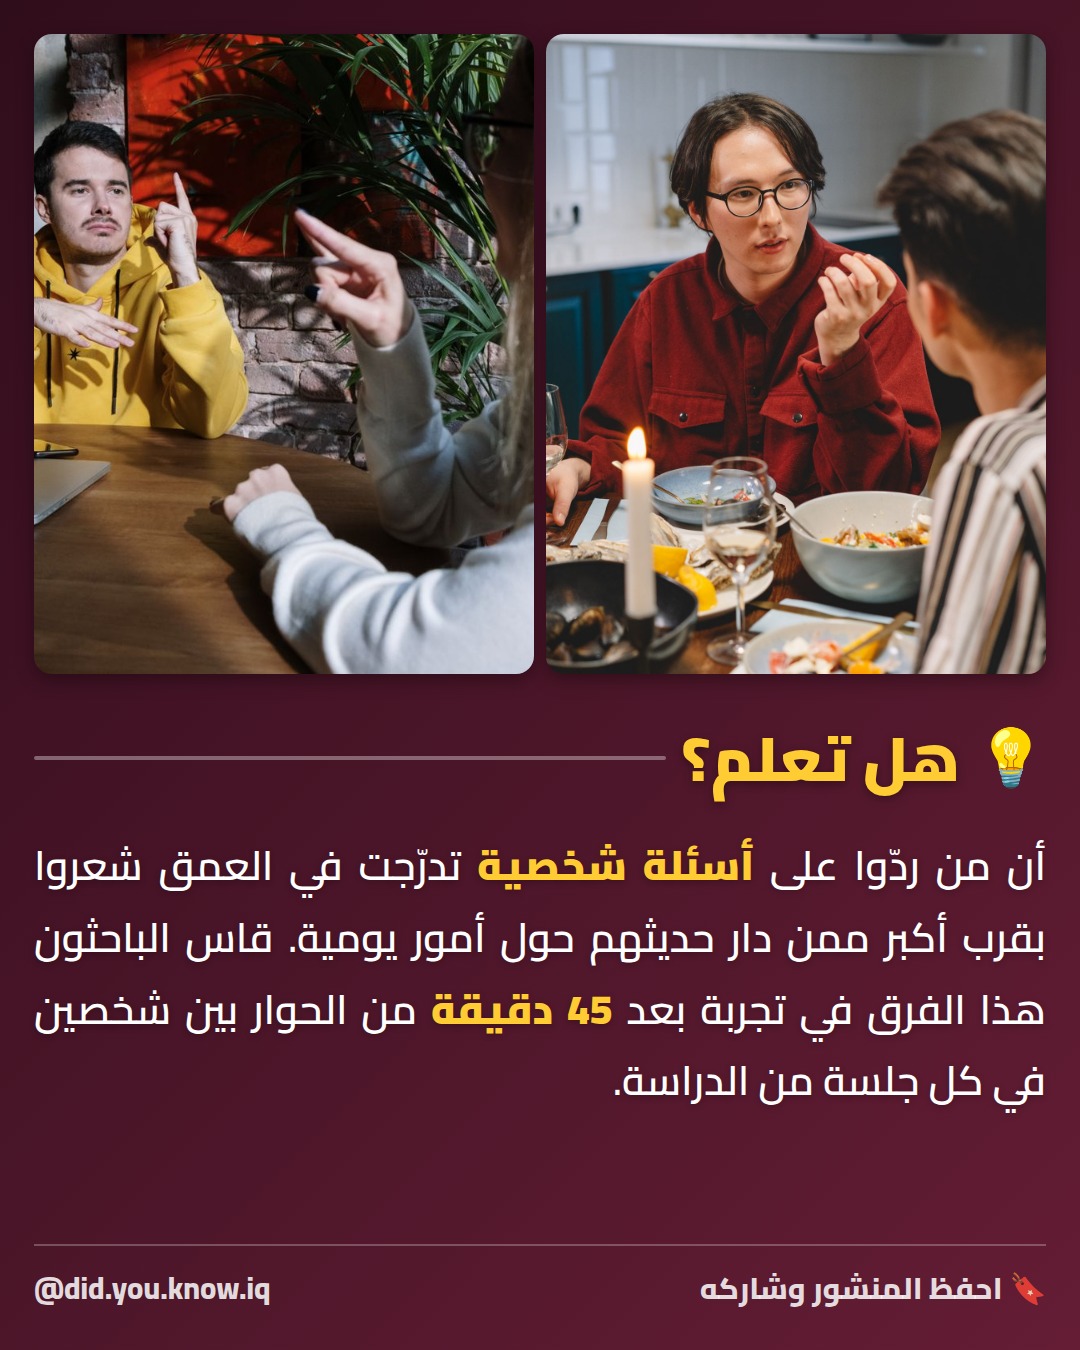 💡 هل تعلم؟
أن من ردّوا على أسئلة شخصية تدرّجت في العمق شعروا
بقرب أكبر ممن دار حديثهم حول أمور يومية. قاس الباحثون
هذا الفرق في تجربة بعد 45 دقيقة من الحوار بين شخصين
في كل جلسة من الدراسة.
🔖 احفظ المنشور وشاركه
@did.you.know.iq